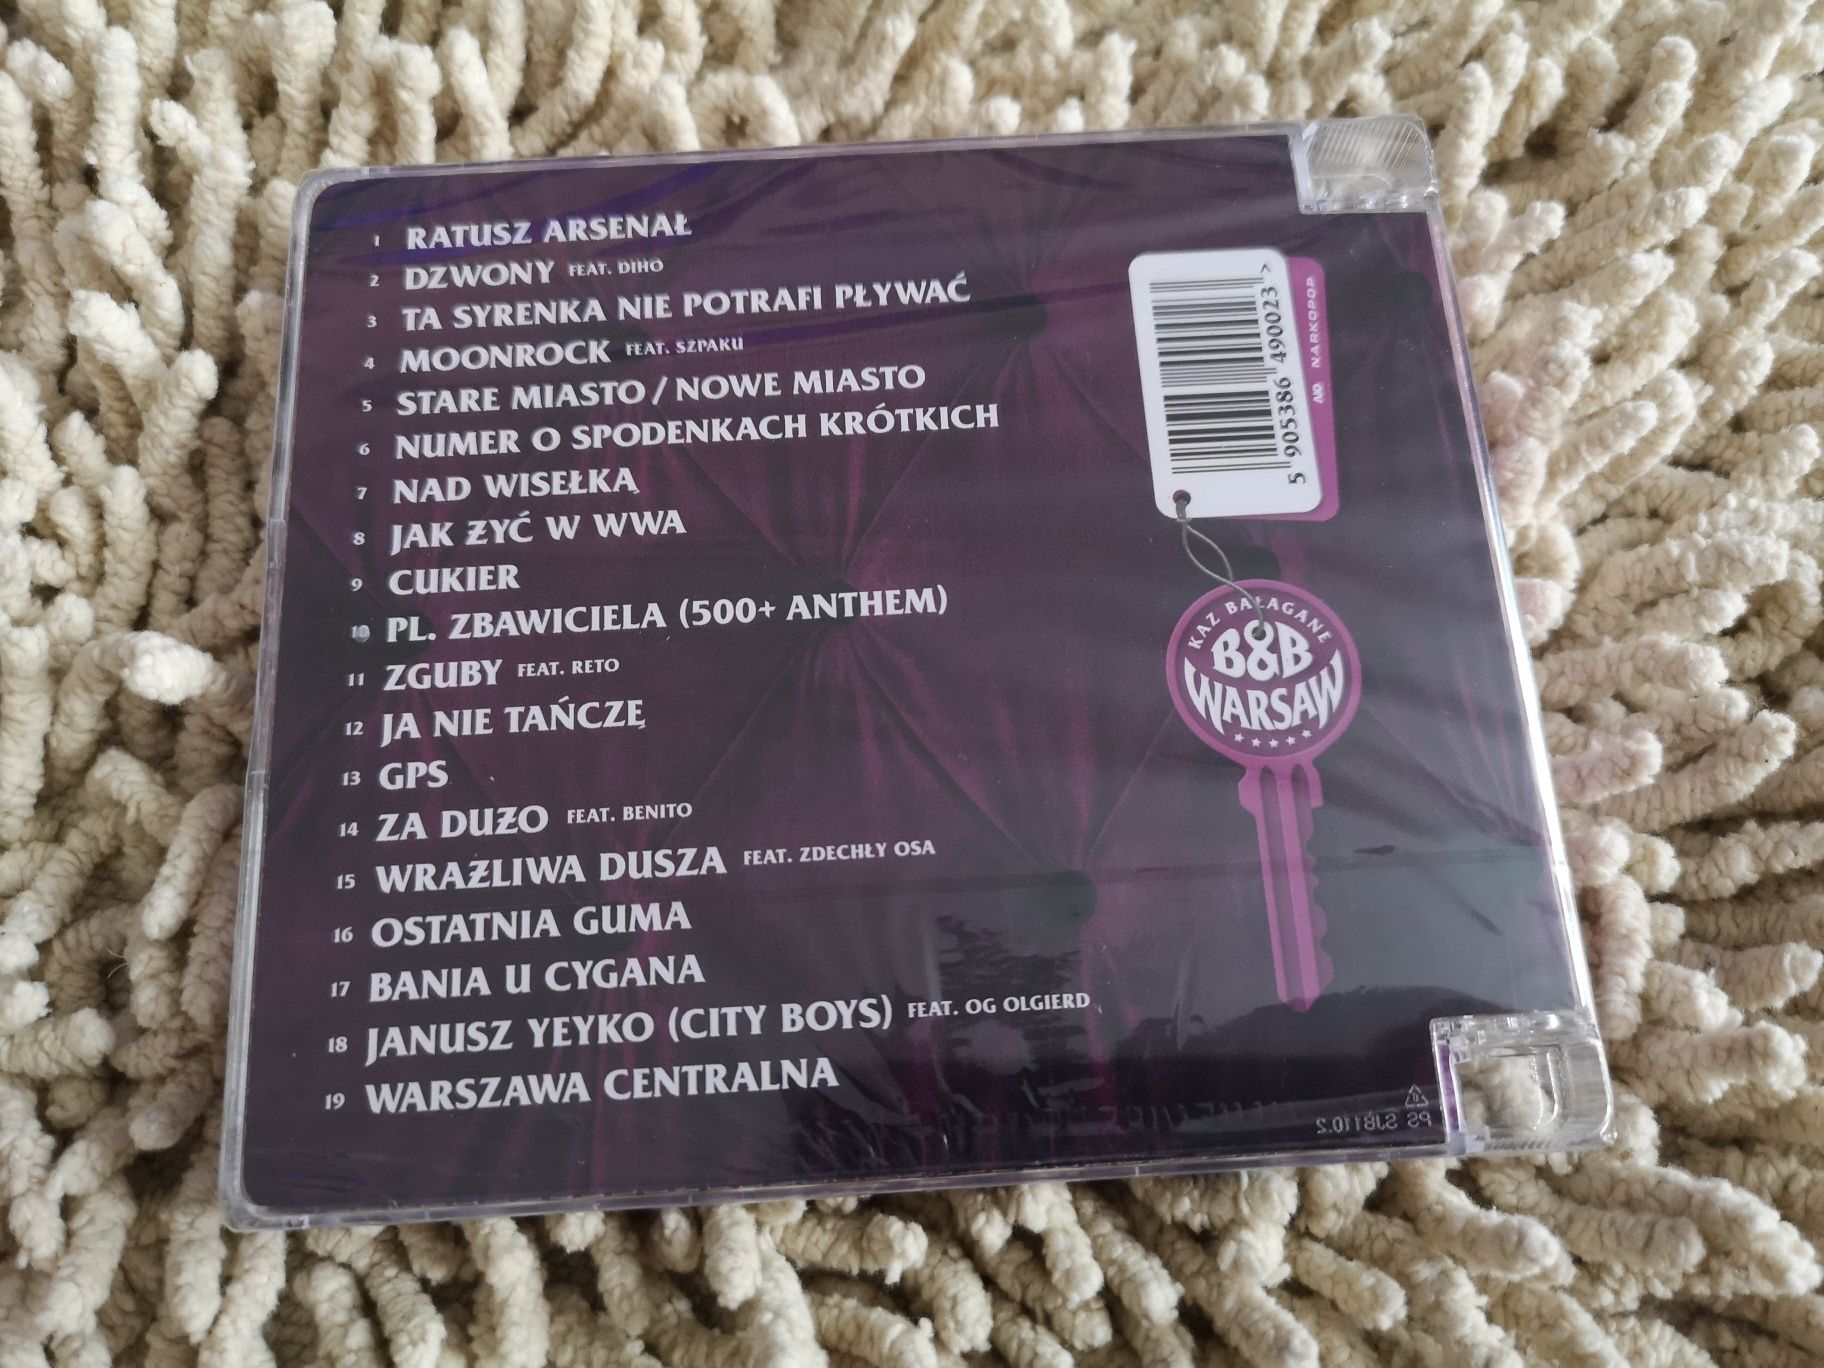 1 RATUSZ ARSENAŁ
2 DZWONY FEAT. DIHO
3 TA SYRENKA NIE POTRAFI PŁYWAĆ
4 MOONROCK FEAT. SZPAKU
5 STARE MIASTO / NOWE MIASTO
6 NUMER O SPODENKACH KRÓTKICH
7 NAD WISEŁKĄ
8 JAK ŻYĆ W WWA
9 CUKIER
10 PL. ZBAWICIELA (500+ ANTHEM)
11 ZGUBY FEAT. RETO
12 JA NIE TAŃCZĘ
13 GPS
14 ZA DUŻO FEAT. BENITO
15 WRAŻLIWA DUSZA FEAT. ZDECHŁY OSA
16 OSTATNIA GUMA
17 BANIA U CYGANA
18 JANUSZ YEYKO (CITY BOYS) FEAT. OG OLGIERD
19 WARSZAWA CENTRALNA
5 905386 490023 >
NARKOPOP
KAZ BAŁAGANE
B&B
WARSAW
6
PS SJ8110.2